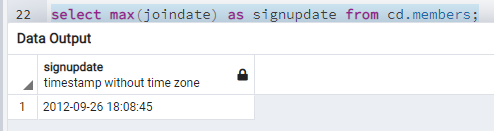 22 select max(joindate) as signupdate from cd.members;
Data Output
signupdate
timestamp without time zone
1 2012-09-26 18:08:45